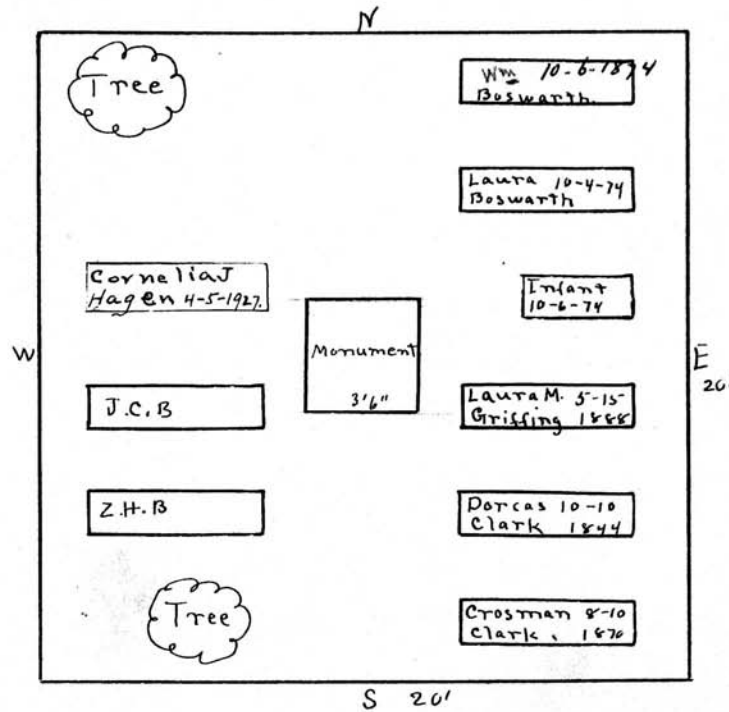 N
Tree
Wm 10-6-1874
Boswarth.
Laura 10-4-74
Bosworth
Cornelia J
Hagen 4-5-1927.
Infant
10-6-74
Monument
3'6"
W
E
20
J.C.B
Laura M. 5-15
Griffing 1888
Z.H.B
Dorcas 10-10
Clark 1844
Tree
Crosman 8-10
Clark. 1870
S 20'